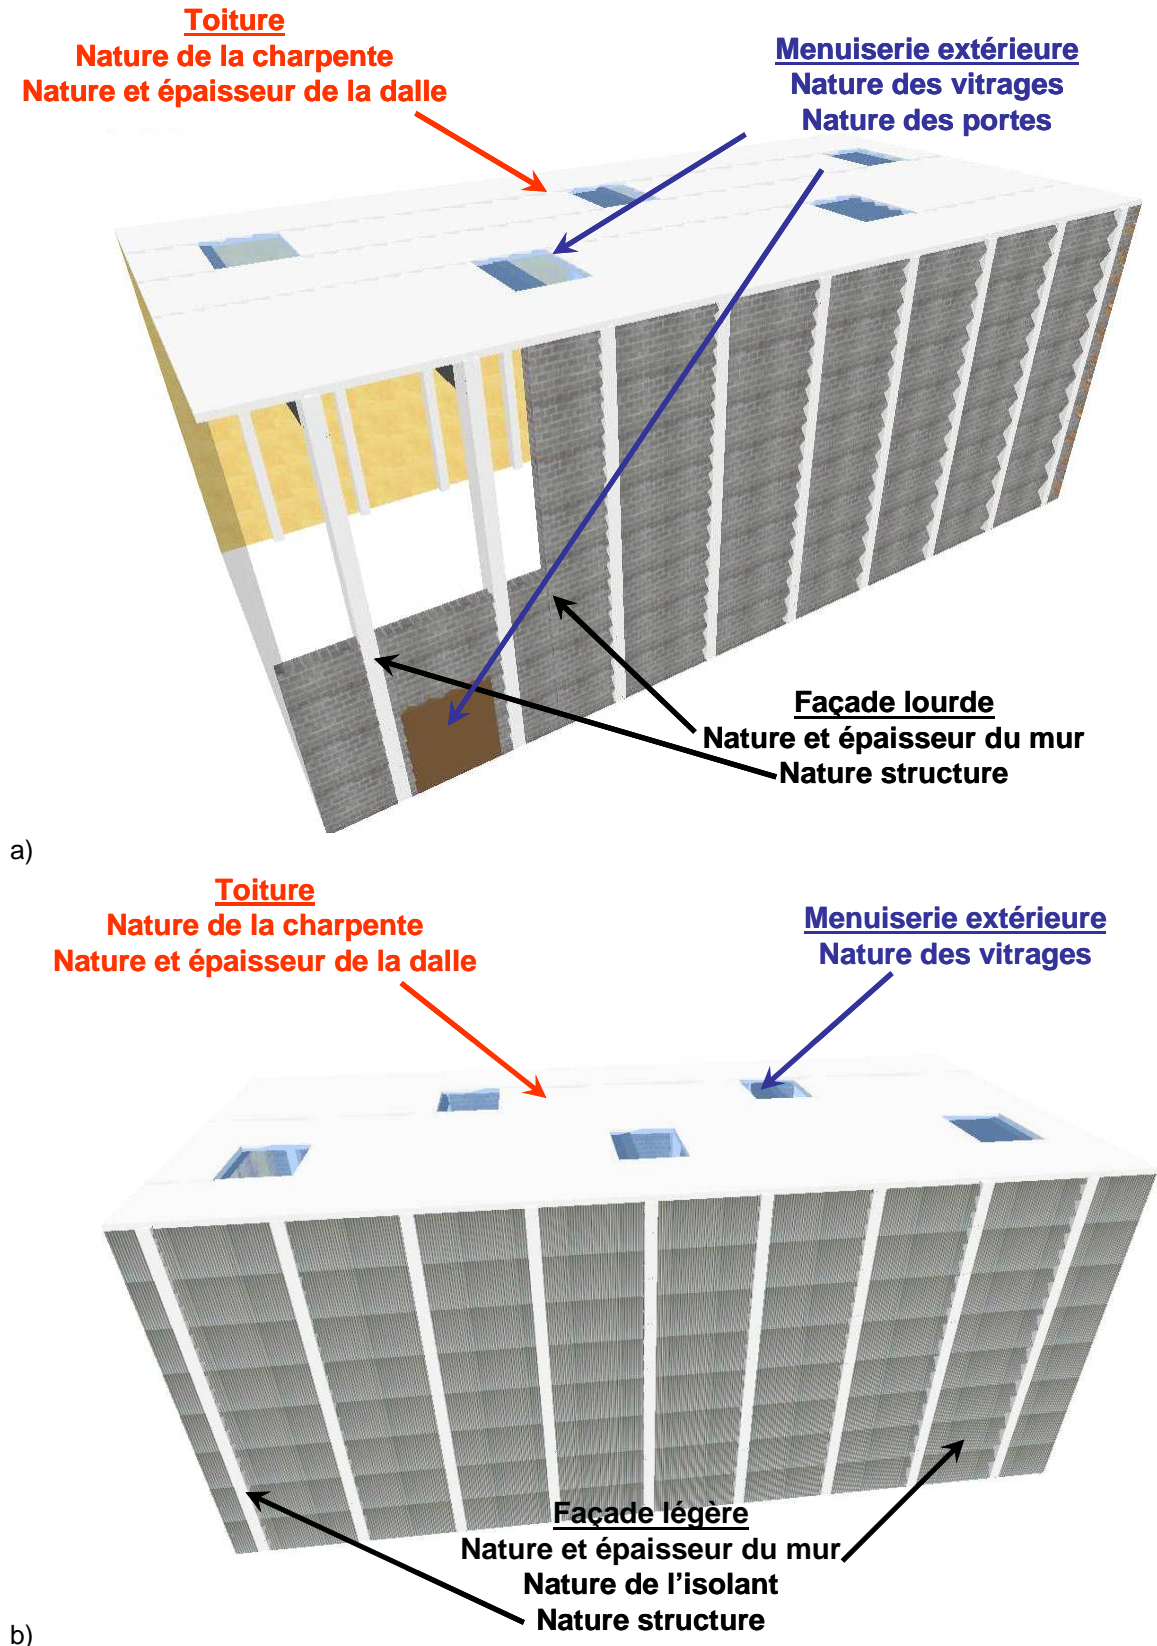 Toiture
Nature de la charpente
Nature et épaisseur de la dalle
Menuiserie extérieure
Nature des vitrages
Nature des portes
Façade lourde
Nature et épaisseur du mur
Nature structure
a)
Toiture
Nature de la charpente
Nature et épaisseur de la dalle
Menuiserie extérieure
Nature des vitrages
Façade légère
Nature et épaisseur du mur
Nature de l'isolant
Nature structure
b)